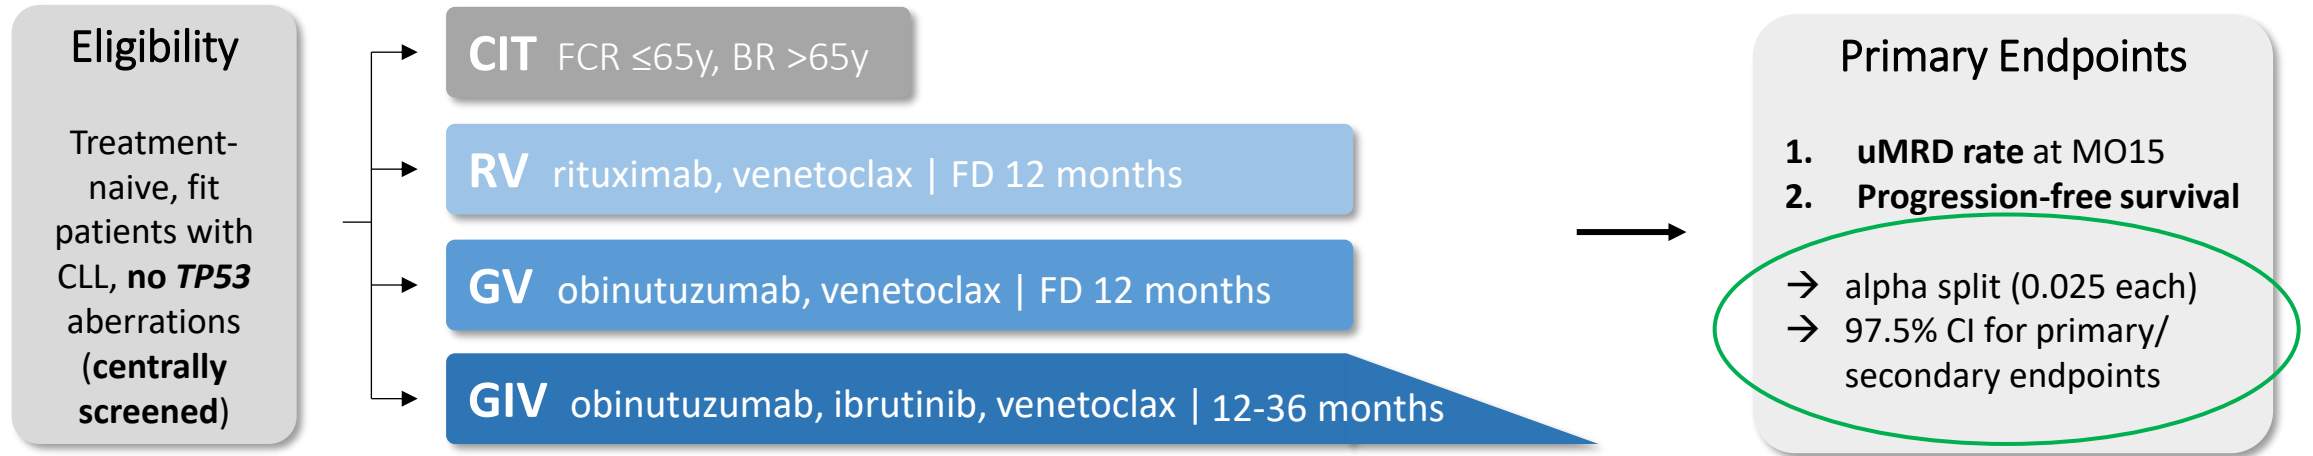 Eligibility
Treatment-
naive, fit
patients with
CLL, no TP53
aberrations
(centrally
screened)
CIT FCR ≤65y, BR >65y
RV rituximab, venetoclax | FD 12 months
GV obinutuzumab, venetoclax | FD 12 months
GIV obinutuzumab, ibrutinib, venetoclax | 12-36 months
Primary Endpoints
1. uMRD rate at MO15
2. Progression-free survival
→ alpha split (0.025 each)
→ 97.5% CI for primary/
secondary endpoints